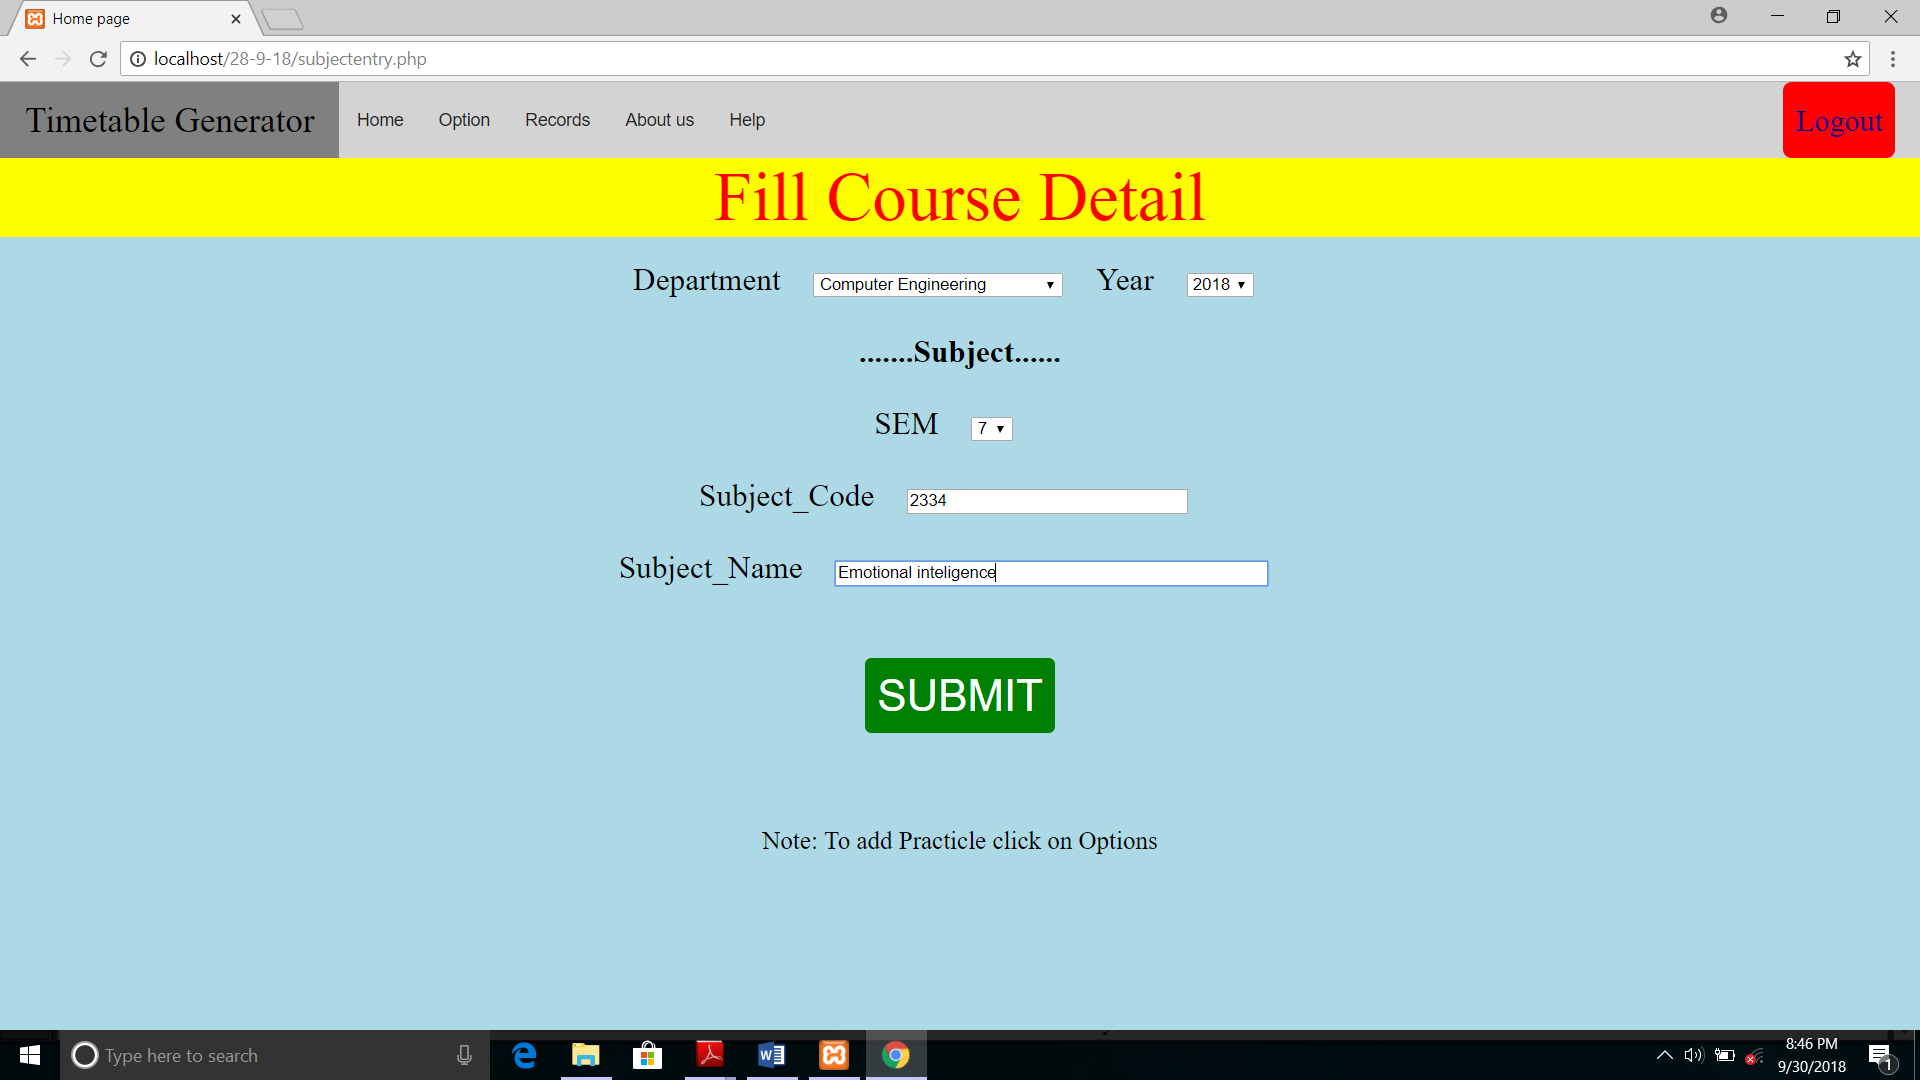 Home page
localhost/28-9-18/subjectentry.php
Timetable Generator Home Option Records About us Help Logout
Fill Course Detail
Department Computer Engineering Year 2018
.......Subject......
SEM 7
Subject_Code 2334
Subject_Name Emotional inteligence
SUBMIT
Note: To add Practicle click on Options
Type here to search
8:46 PM
9/30/2018
1